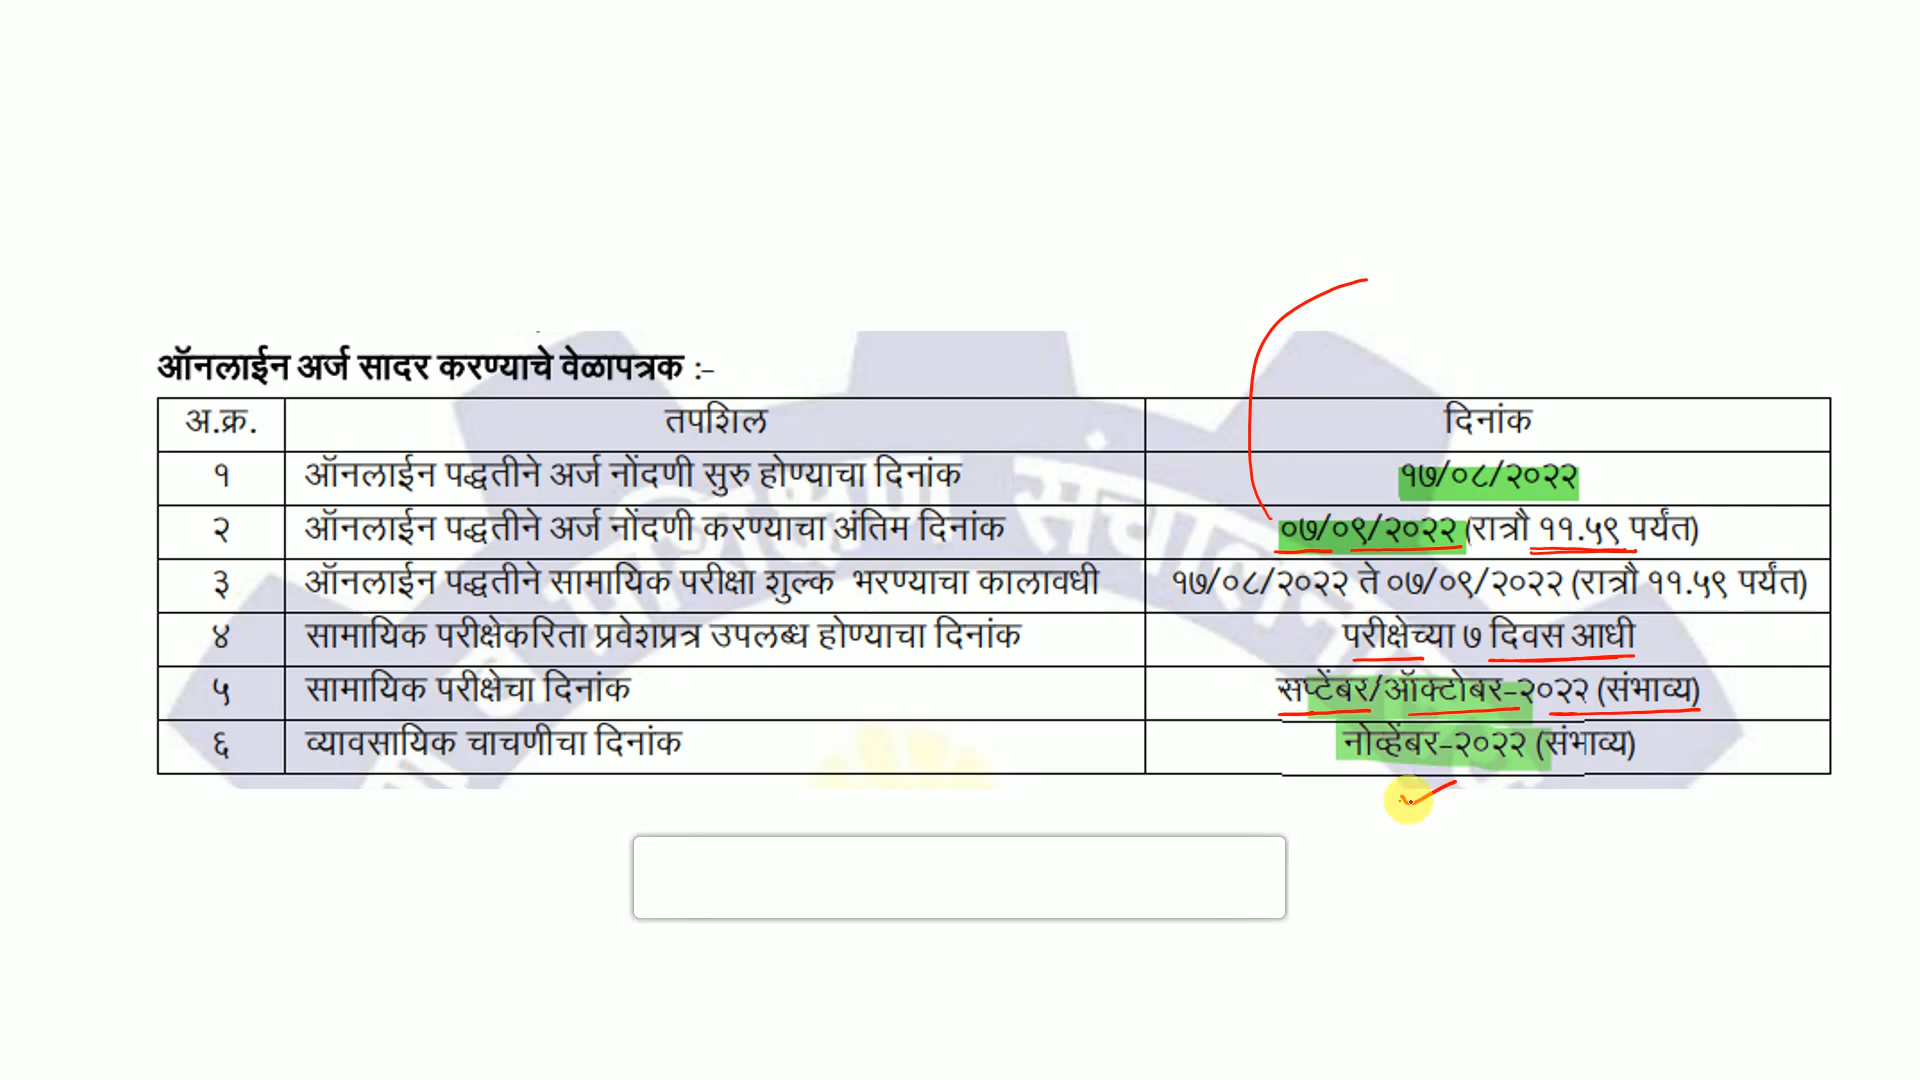 ऑनलाईन अर्ज सादर करण्याचे वेळापत्रक :-
अ.क्र. तपशिल दिनांक
१ ऑनलाईन पद्धतीने अर्ज नोंदणी सुरु होण्याचा दिनांक १७/०८/२०२२
२ ऑनलाईन पद्धतीने अर्ज नोंदणी करण्याचा अंतिम दिनांक ०७/०९/२०२२ (रात्रौ ११.५९ पर्यंत)
३ ऑनलाईन पद्धतीने सामायिक परीक्षा शुल्क भरण्याचा कालावधी १७/०८/२०२२ ते ०७/०९/२०२२ (रात्रौ ११.५९ पर्यंत)
४ सामायिक परीक्षेकरिता प्रवेशप्रत्र उपलब्ध होण्याचा दिनांक परीक्षेच्या ७ दिवस आधी
५ सामायिक परीक्षेचा दिनांक सप्टेंबर/ऑक्टोबर-२०२२ (संभाव्य)
६ व्यावसायिक चाचणीचा दिनांक नोव्हेंबर-२०२२ (संभाव्य)